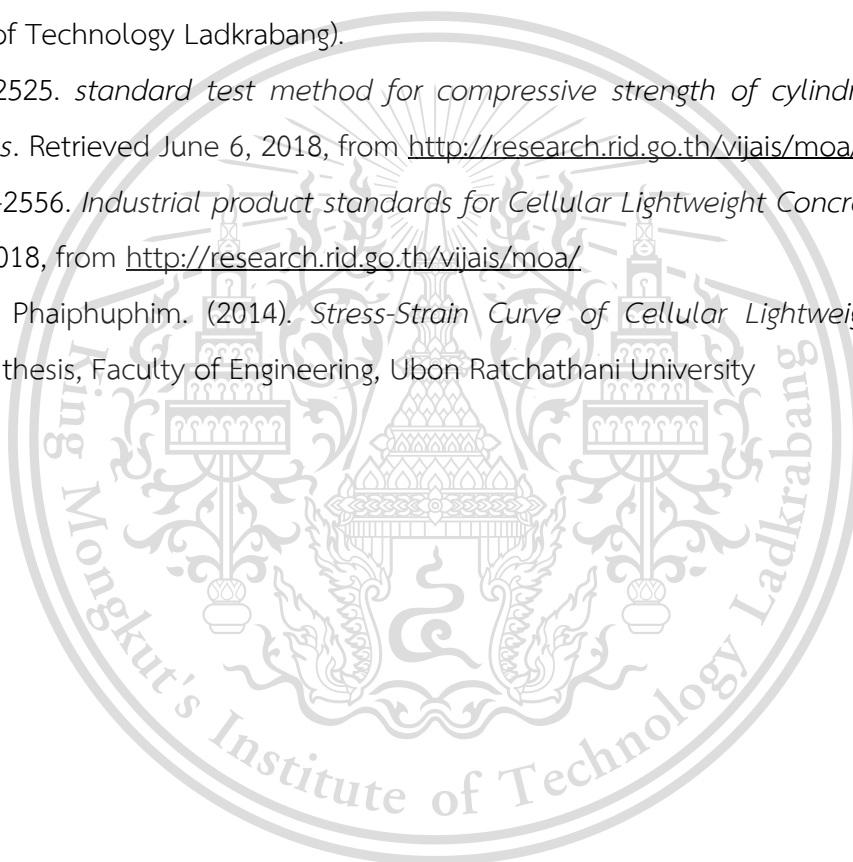 of Technology Ladkrabang).
2525. standard test method for compressive strength of cylindr
s. Retrieved June 6, 2018, from http://research.rid.go.th/vijais/moa/
-2556. Industrial product standards for Cellular Lightweight Concre
018, from http://research.rid.go.th/vijais/moa/
Phaiphuphim. (2014). Stress-Strain Curve of Cellular Lightweig
thesis, Faculty of Engineering, Ubon Ratchathani University
King Mongkut's Institute of Technology Ladkrabang